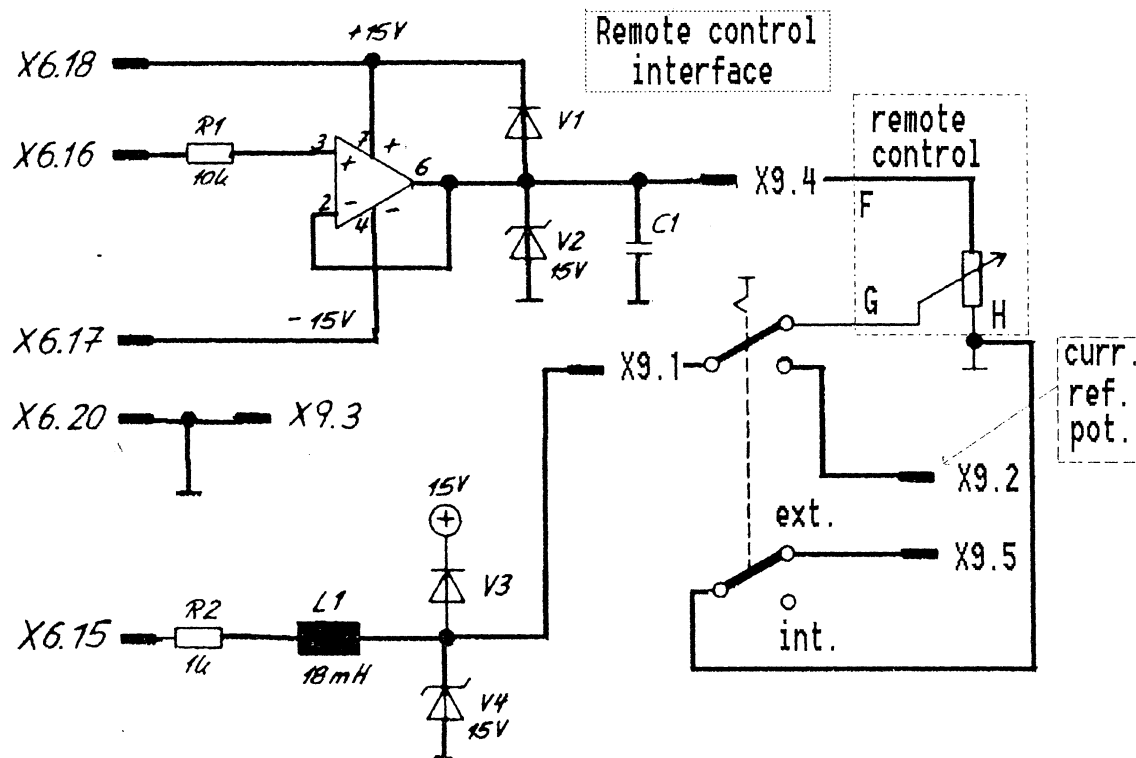 +15V
Remote control
interface
X6.18
V1
R1
X6.16
10k
3
7
+
+
6
2
-
4
-
X9.4
remote
control
F
C1
V2
15V
G
H
-15V
X6.17
X9.1
curr.
ref.
pot.
X6.20
X9.3
X9.2
15V
+
ext.
X9.5
V3
R2
L1
X6.15
1k
18mH
int.
V4
15V